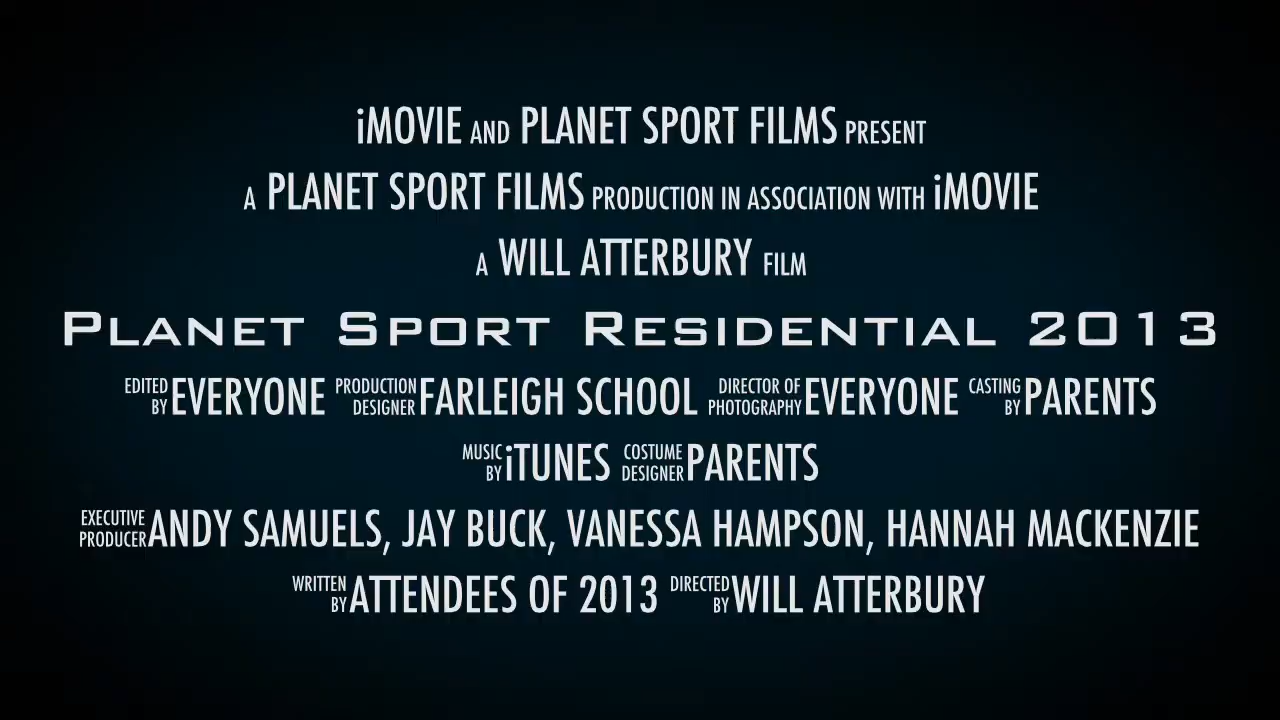 iMOVIE AND PLANET SPORT FILMS PRESENT
A PLANET SPORT FILMS PRODUCTION IN ASSOCIATION WITH iMOVIE
A WILL ATTERBURY FILM
PLANET SPORT RESIDENTIAL 2013
EDITED BY EVERYONE PRODUCTION DESIGNER FARLEIGH SCHOOL DIRECTOR OF PHOTOGRAPHY EVERYONE CASTING BY PARENTS
MUSIC BY iTUNES COSTUME DESIGNER PARENTS
EXECUTIVE PRODUCER ANDY SAMUELS, JAY BUCK, VANESSA HAMPSON, HANNAH MACKENZIE
WRITTEN BY ATTENDEES OF 2013 DIRECTED BY WILL ATTERBURY